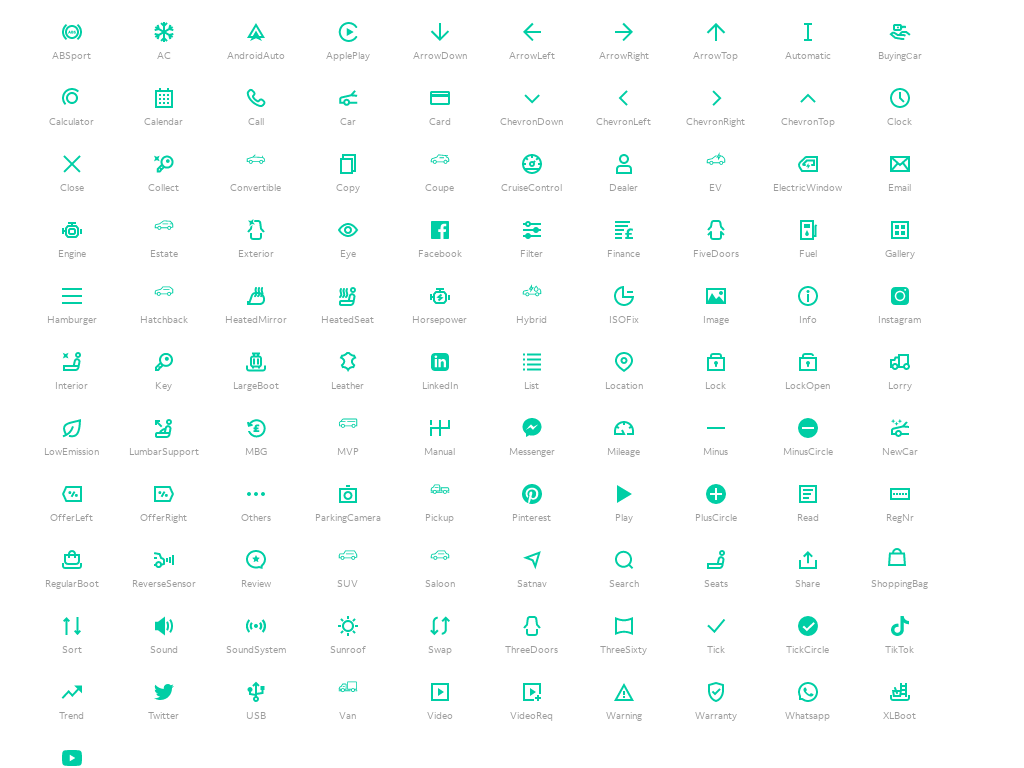 ABSport AC AndroidAuto ApplePlay ArrowDown ArrowLeft ArrowRight ArrowTop Automatic BuyingCar
Calculator Calendar Call Car Card ChevronDown ChevronLeft ChevronRight ChevronTop Clock
Close Collect Convertible Copy Coupe CruiseControl Dealer EV ElectricWindow Email
Engine Estate Exterior Eye Facebook Filter Finance FiveDoors Fuel Gallery
Hamburger Hatchback HeatedMirror HeatedSeat Horsepower Hybrid ISOFix Image Info Instagram
Interior Key LargeBoot Leather LinkedIn List Location Lock LockOpen Lorry
LowEmission LumbarSupport MBG MVP Manual Messenger Mileage Minus MinusCircle NewCar
OfferLeft OfferRight Others ParkingCamera Pickup Pinterest Play PlusCircle Read RegNr
RegularBoot ReverseSensor Review SUV Saloon Satnav Search Seats Share ShoppingBag
Sort Sound SoundSystem Sunroof Swap ThreeDoors ThreeSixty Tick TickCircle TikTok
Trend Twitter USB Van Video VideoReq Warning Warranty Whatsapp XLBoot